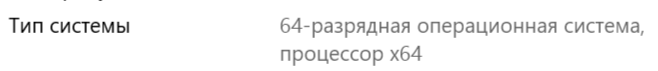 Тип системы 64-разрядная операционная система,
процессор x64